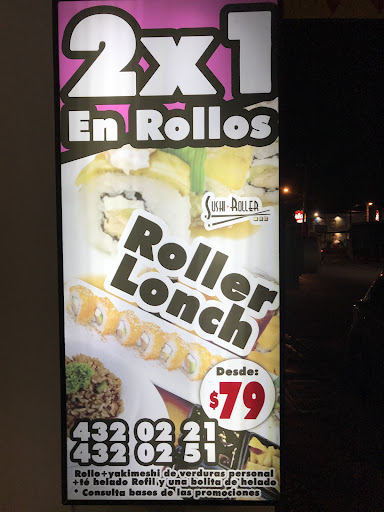 2x1
En Rollos
SUSHI-ROLLER
Roller
Lonch
Desde:
$79
432 02 21
432 02 51
Rollo+yakimeshi de verduras personal
+té helado Refil y una bolita de helado
* Consulta bases de las promociones